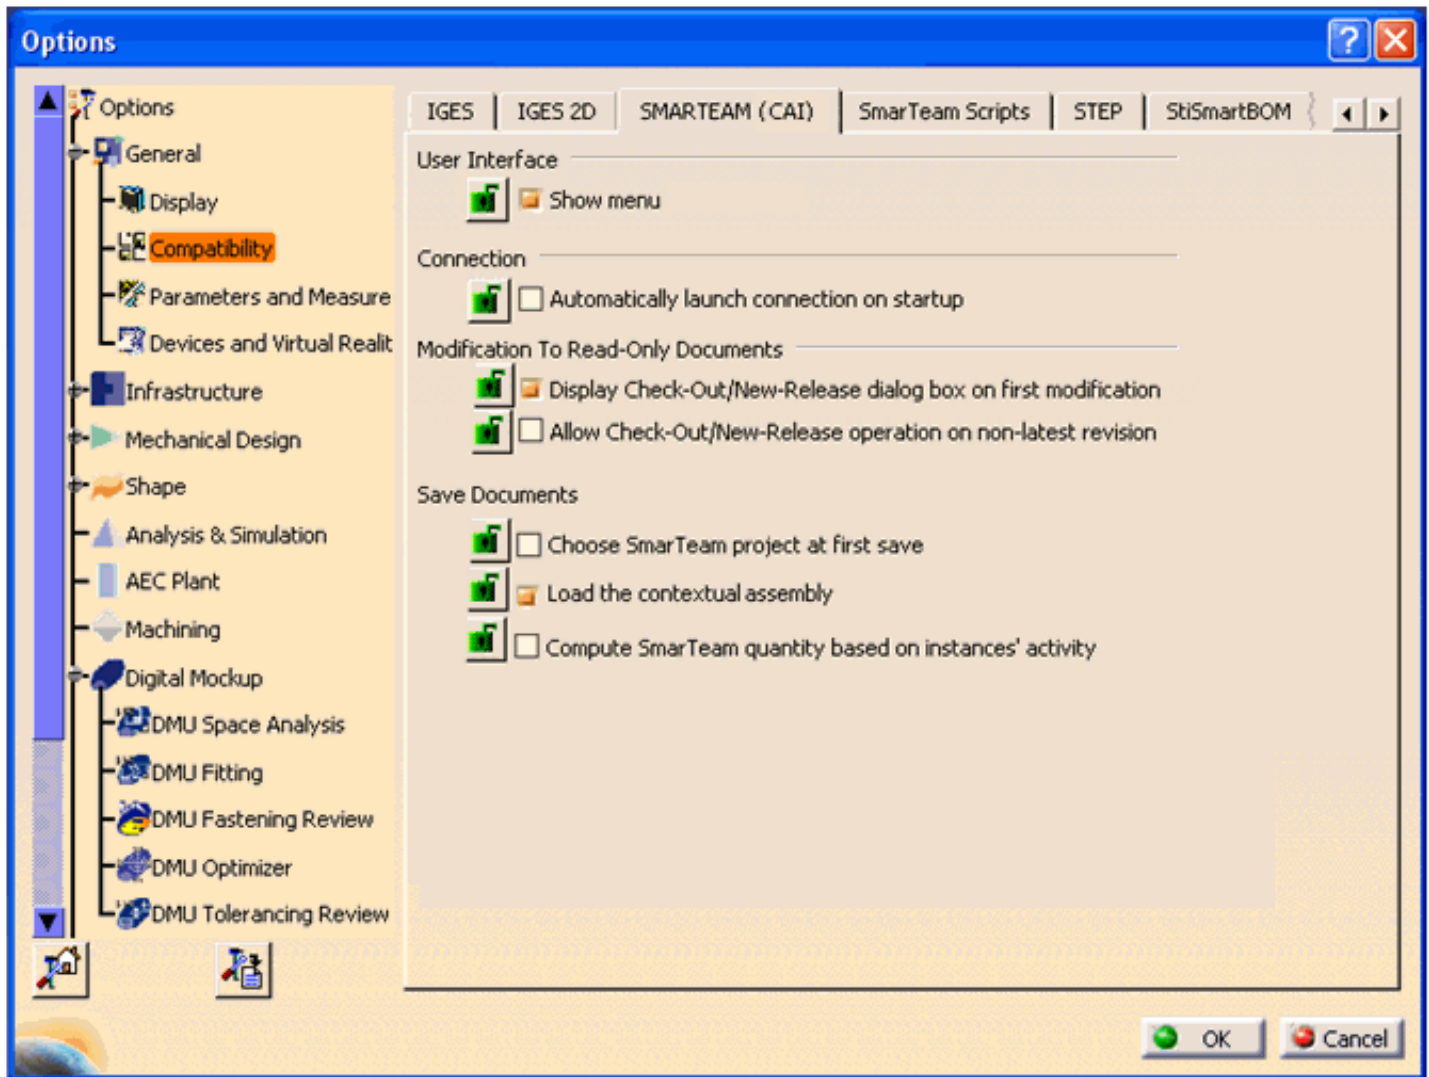 Options
Options
General
Display
Compatibility
Parameters and Measure
Devices and Virtual Realit
Infrastructure
Mechanical Design
Shape
Analysis & Simulation
AEC Plant
Machining
Digital Mockup
DMU Space Analysis
DMU Fitting
DMU Fastening Review
DMU Optimizer
DMU Tolerancing Review
IGES IGES 2D SMARTEAM (CAI) SmarTeam Scripts STEP StiSmartBOM
User Interface
Show menu
Connection
Automatically launch connection on startup
Modification To Read-Only Documents
Display Check-Out/New-Release dialog box on first modification
Allow Check-Out/New-Release operation on non-latest revision
Save Documents
Choose SmarTeam project at first save
Load the contextual assembly
Compute SmarTeam quantity based on instances' activity
OK Cancel